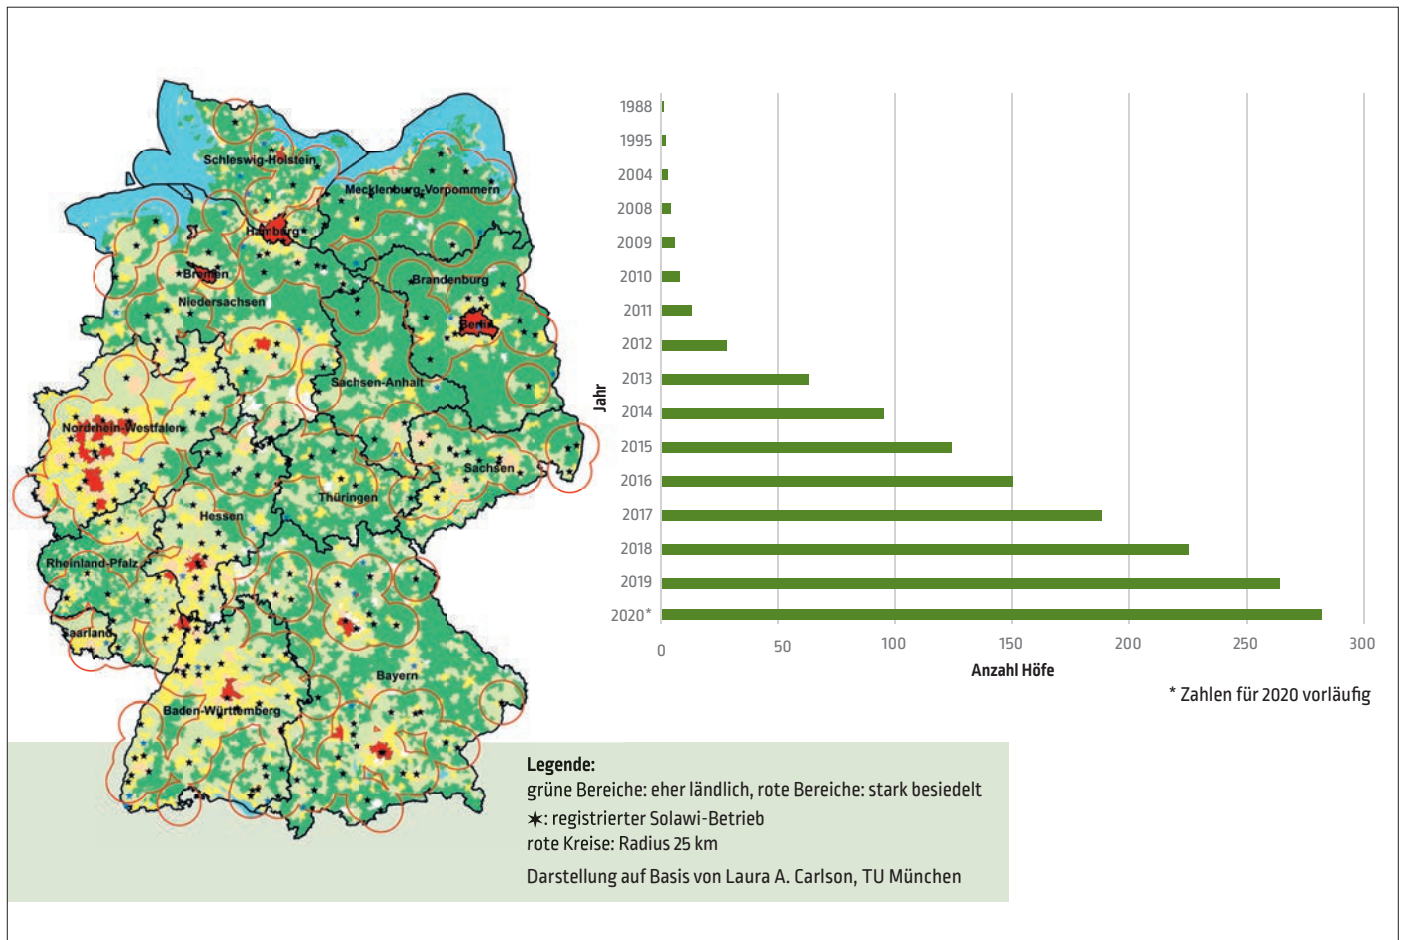 Schleswig-Holstein
Mecklenburg-Vorpommern
Hamburg
Bremen
Brandenburg
Niedersachsen
Berlin
Sachsen-Anhalt
Nordrhein-Westfalen
Sachsen
Thüringen
Hessen
Rheinland-Pfalz
Saarland
Bayern
Baden-Württemberg
Jahr
1988
1995
2004
2008
2009
2010
2011
2012
2013
2014
2015
2016
2017
2018
2019
2020*
0 50 100 150 200 250 300
Anzahl Höfe
* Zahlen für 2020 vorläufig
Legende:
grüne Bereiche: eher ländlich, rote Bereiche: stark besiedelt
★: registrierter Solawi-Betrieb
rote Kreise: Radius 25 km
Darstellung auf Basis von Laura A. Carlson, TU München